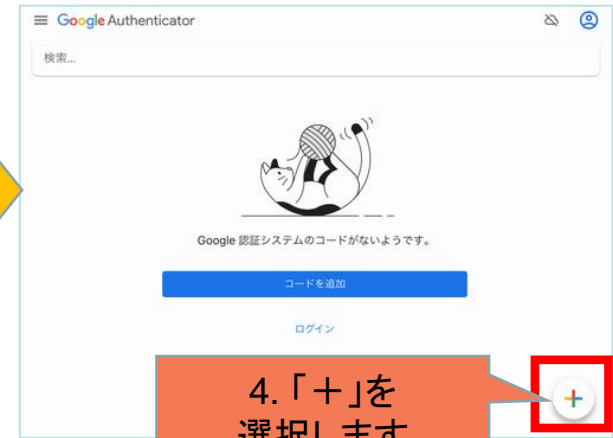 Google Authenticator
検索...
Google 認証システムのコードがないようです。
コードを追加
ログイン
4.「＋」を
選択します